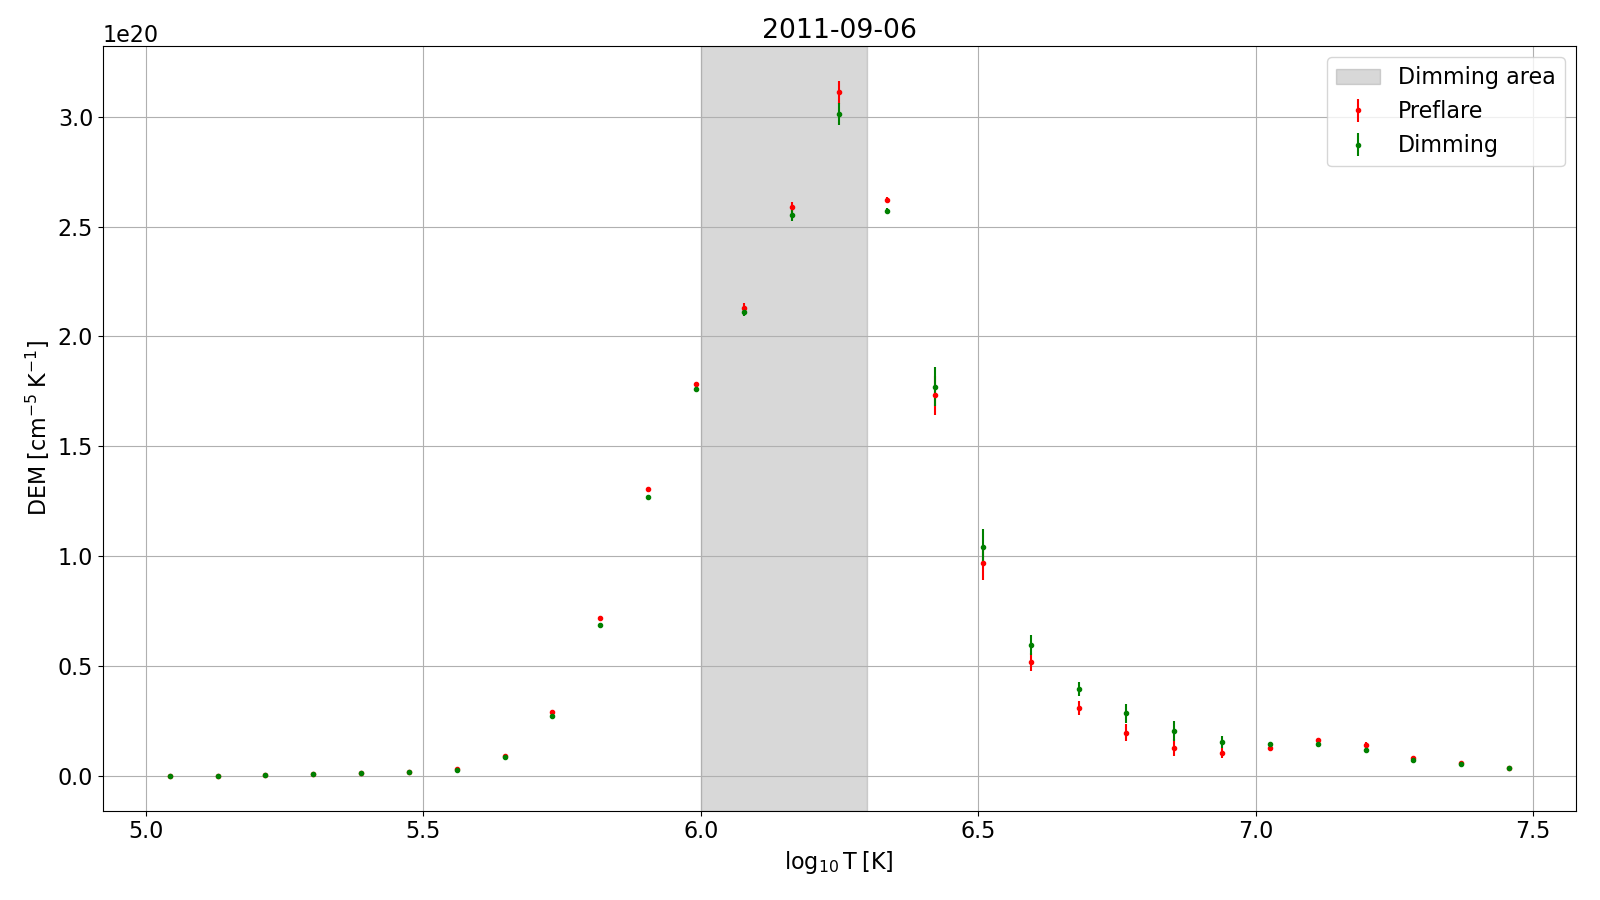 2011-09-06
1e20
Dimming area
Preflare
Dimming
3.0
2.5
2.0
1.5
1.0
0.5
0.0
DEM [cm⁻⁵ K⁻¹]
5.0 5.5 6.0 6.5 7.0 7.5
log₁₀ T [K]